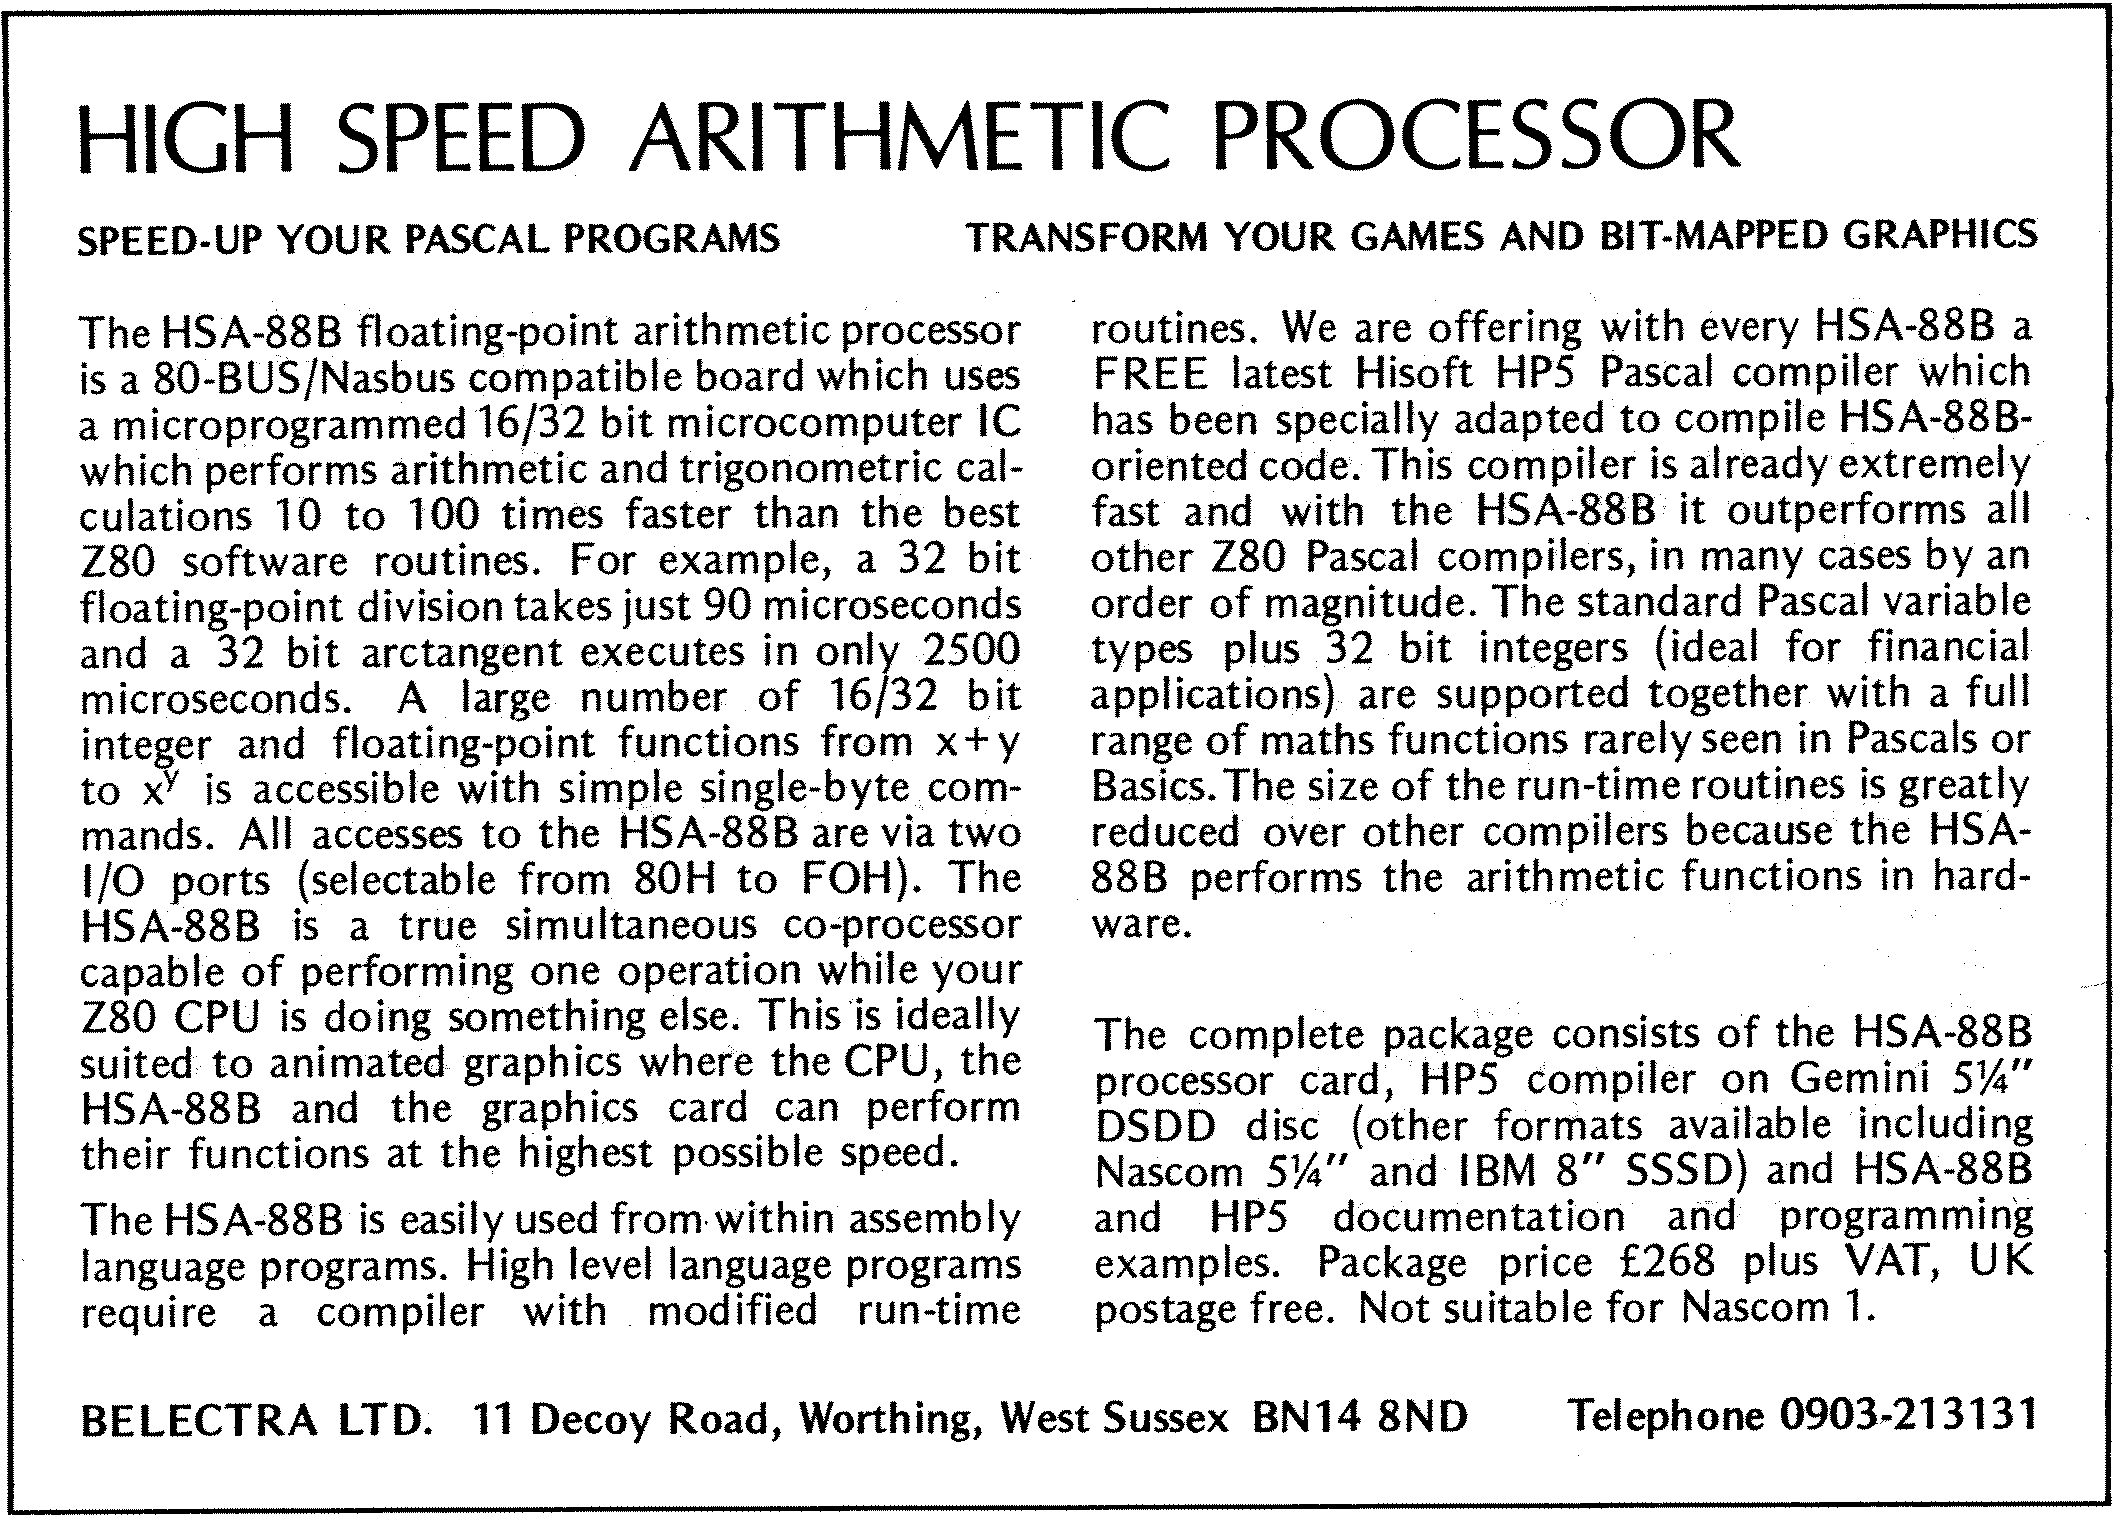 HIGH SPEED ARITHMETIC PROCESSOR
SPEED-UP YOUR PASCAL PROGRAMS
TRANSFORM YOUR GAMES AND BIT-MAPPED GRAPHICS
The HSA-88B floating-point arithmetic processor
is a 80-BUS/Nasbus compatible board which uses
a microprogrammed 16/32 bit microcomputer IC
which performs arithmetic and trigonometric cal-
culations 10 to 100 times faster than the best
Z80 software routines. For example, a 32 bit
floating-point division takes just 90 microseconds
and a 32 bit arctangent executes in only 2500
microseconds. A large number of 16/32 bit
integer and floating-point functions from x+y
to xʸ is accessible with simple single-byte com-
mands. All accesses to the HSA-88B are via two
I/O ports (selectable from 80H to FOH). The
HSA-88B is a true simultaneous co-processor
capable of performing one operation while your
Z80 CPU is doing something else. This is ideally
suited to animated graphics where the CPU, the
HSA-88B and the graphics card can perform
their functions at the highest possible speed.
The HSA-88B is easily used from within assembly
language programs. High level language programs
require a compiler with modified run-time
routines. We are offering with every HSA-88B a
FREE latest Hisoft HP5 Pascal compiler which
has been specially adapted to compile HSA-88B-
oriented code. This compiler is already extremely
fast and with the HSA-88B it outperforms all
other Z80 Pascal compilers, in many cases by an
order of magnitude. The standard Pascal variable
types plus 32 bit integers (ideal for financial
applications) are supported together with a full
range of maths functions rarely seen in Pascals or
Basics. The size of the run-time routines is greatly
reduced over other compilers because the HSA-
88B performs the arithmetic functions in hard-
ware.
The complete package consists of the HSA-88B
processor card, HP5 compiler on Gemini 5¼″
DSDD disc (other formats available including
Nascom 5¼″ and IBM 8″ SSSD) and HSA-88B
and HP5 documentation and programming
examples. Package price £268 plus VAT, UK
postage free. Not suitable for Nascom 1.
BELECTRA LTD. 11 Decoy Road, Worthing, West Sussex BN14 8ND Telephone 0903-213131